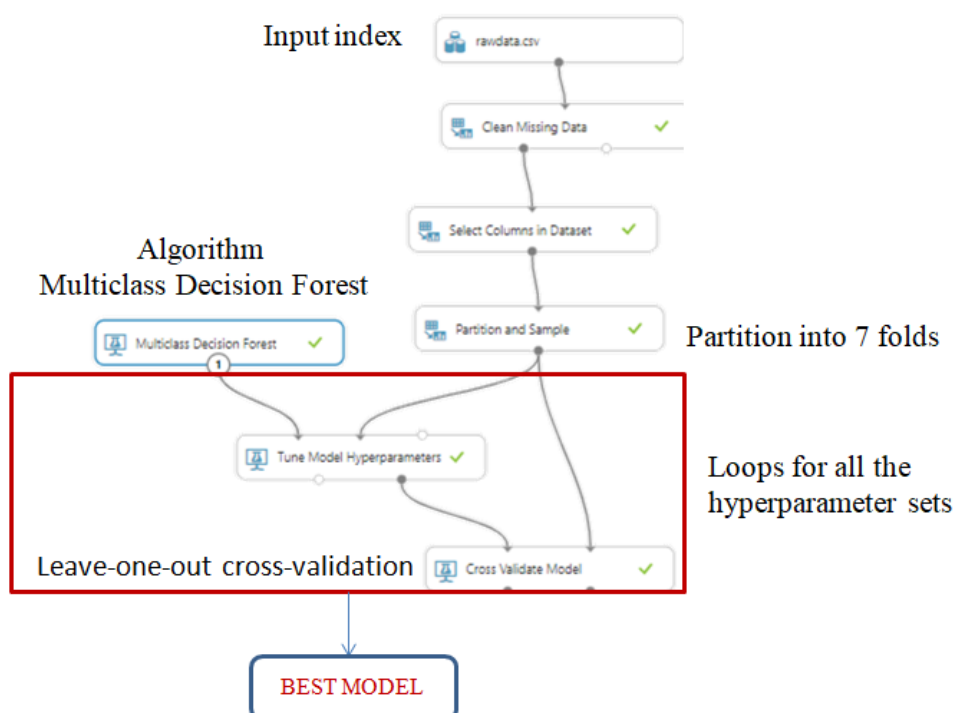 Input index
rawdata.csv
Clean Missing Data
Select Columns in Dataset
Algorithm
Multiclass Decision Forest
Multiclass Decision Forest
1
Partition and Sample
Partition into 7 folds
Tune Model Hyperparameters
Loops for all the
hyperparameter sets
Leave-one-out cross-validation
Cross Validate Model
BEST MODEL